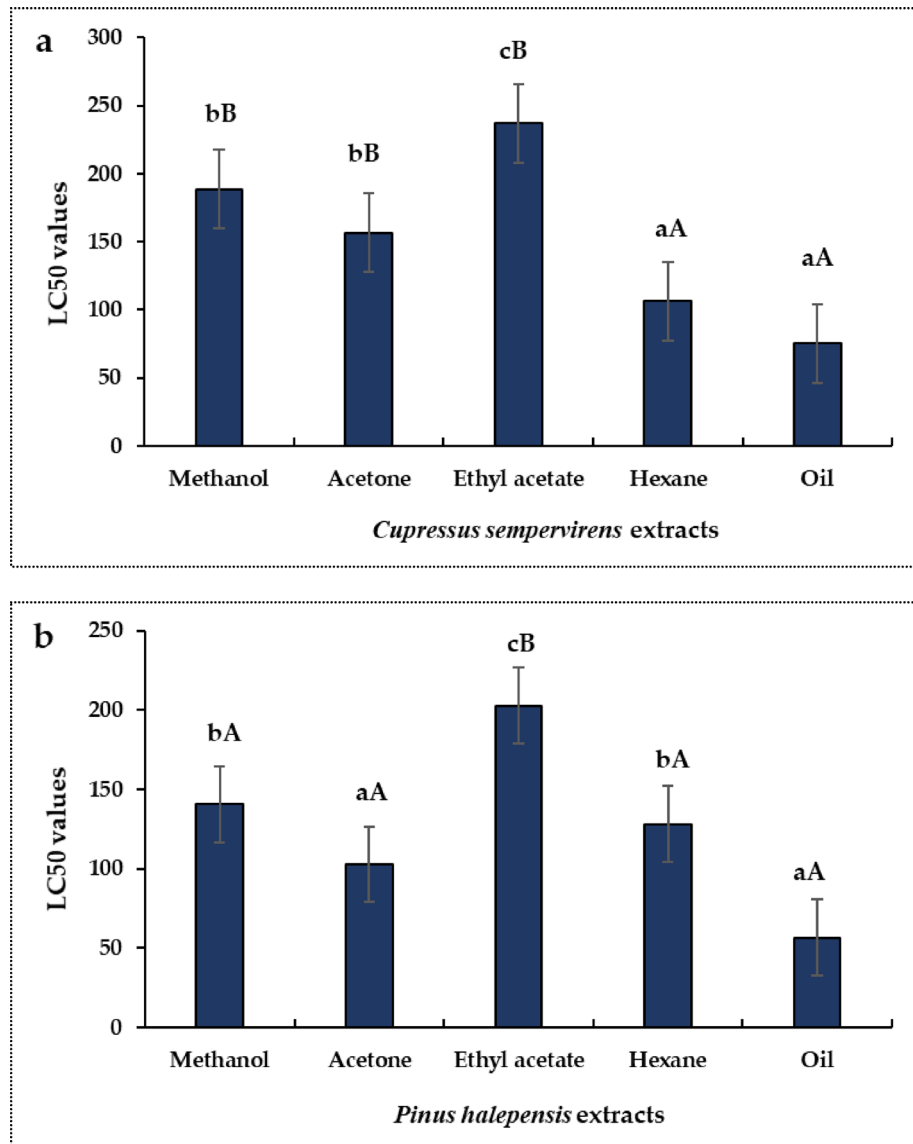 a
300
250
200
150
100
50
0
LC50 values
bB
bB
cB
aA
aA
Methanol Acetone Ethyl acetate Hexane Oil
Cupressus sempervirens extracts
b
250
200
150
100
50
0
LC50 values
bA
aA
cB
bA
aA
Methanol Acetone Ethyl acetate Hexane Oil
Pinus halepensis extracts